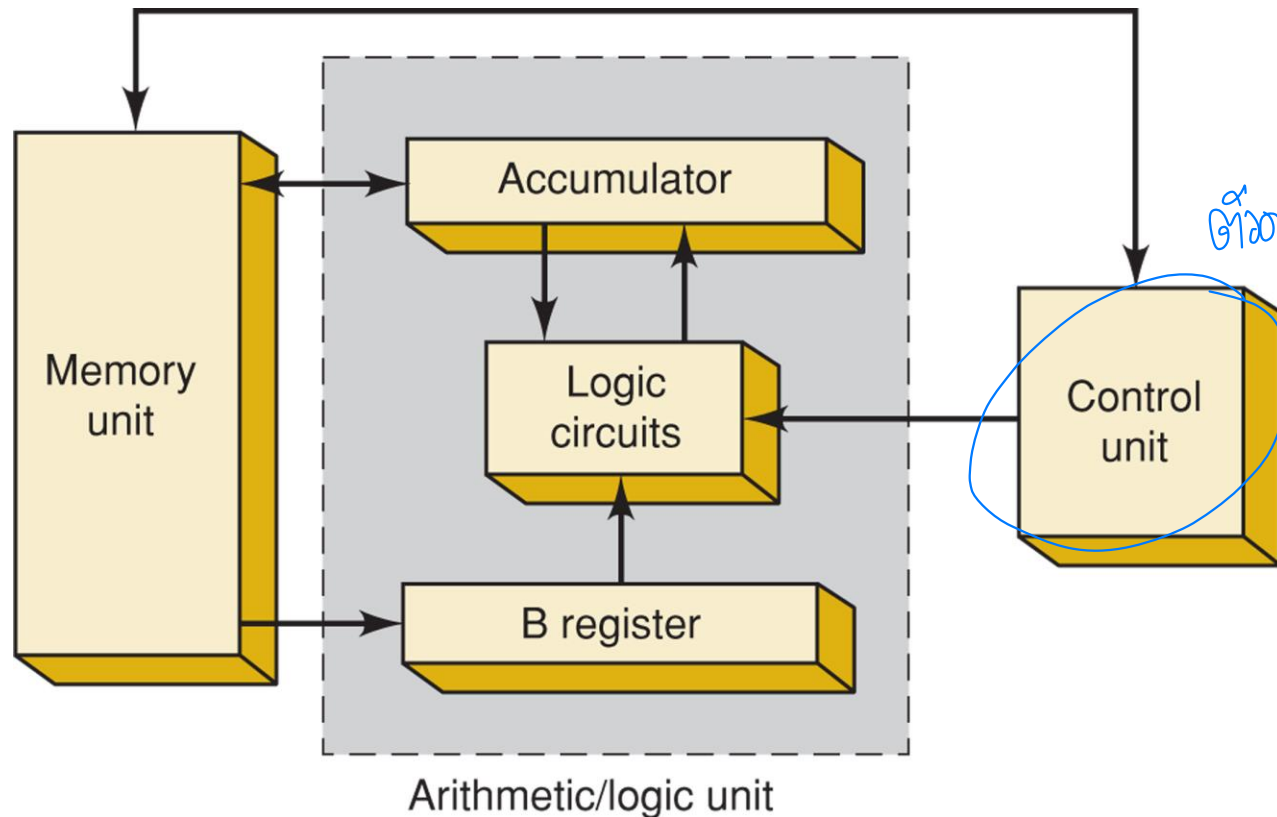 Accumulator
Memory
unit
Logic
circuits
Control
unit
B register
Arithmetic/logic unit